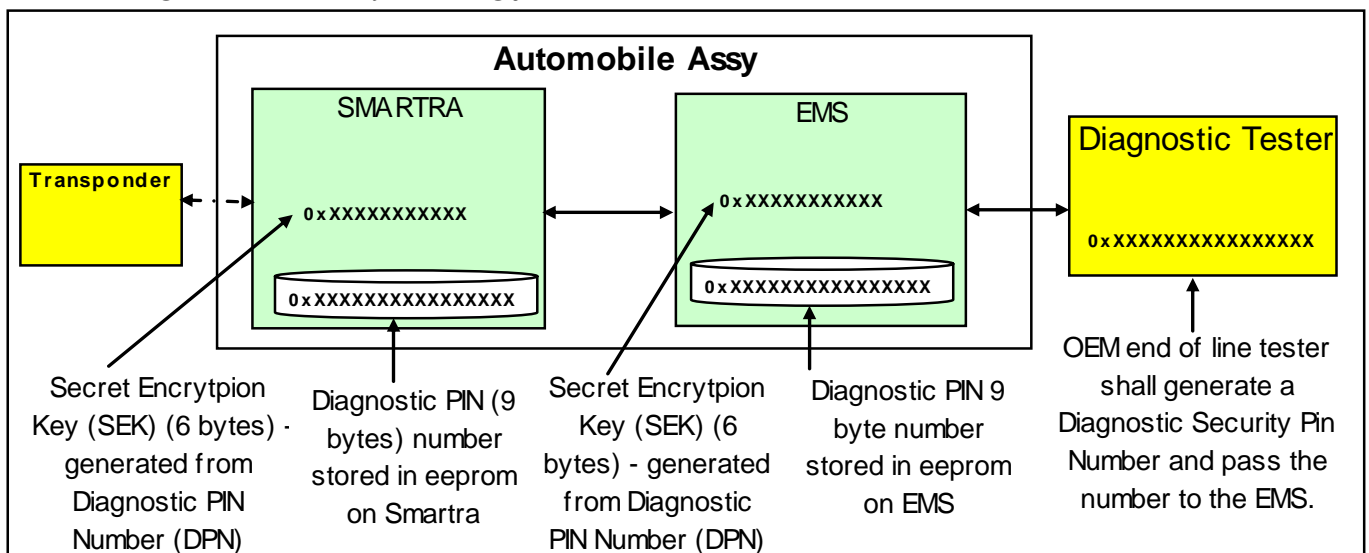 Automobile Assy
SMARTRA
EMS
Diagnostic Tester
Transponder
0xXXXXXXXXXXX
0xXXXXXXXXXXX
0xXXXXXXXXXXXXXXXX
0xXXXXXXXXXXXXXXXX
0xXXXXXXXXXXXXXXXX
Secret Encrytpion
Key (SEK) (6 bytes) -
generated from
Diagnostic PIN
Number (DPN)
Diagnostic PIN (9
bytes) number
stored in eeprom
on Smartra
Secret Encrytpion
Key (SEK) (6
bytes) - generated
from Diagnostic
PIN Number (DPN)
Diagnostic PIN 9
byte number
stored in eeprom
on EMS
OEM end of line tester
shall generate a
Diagnostic Security Pin
Number and pass the
number to the EMS.